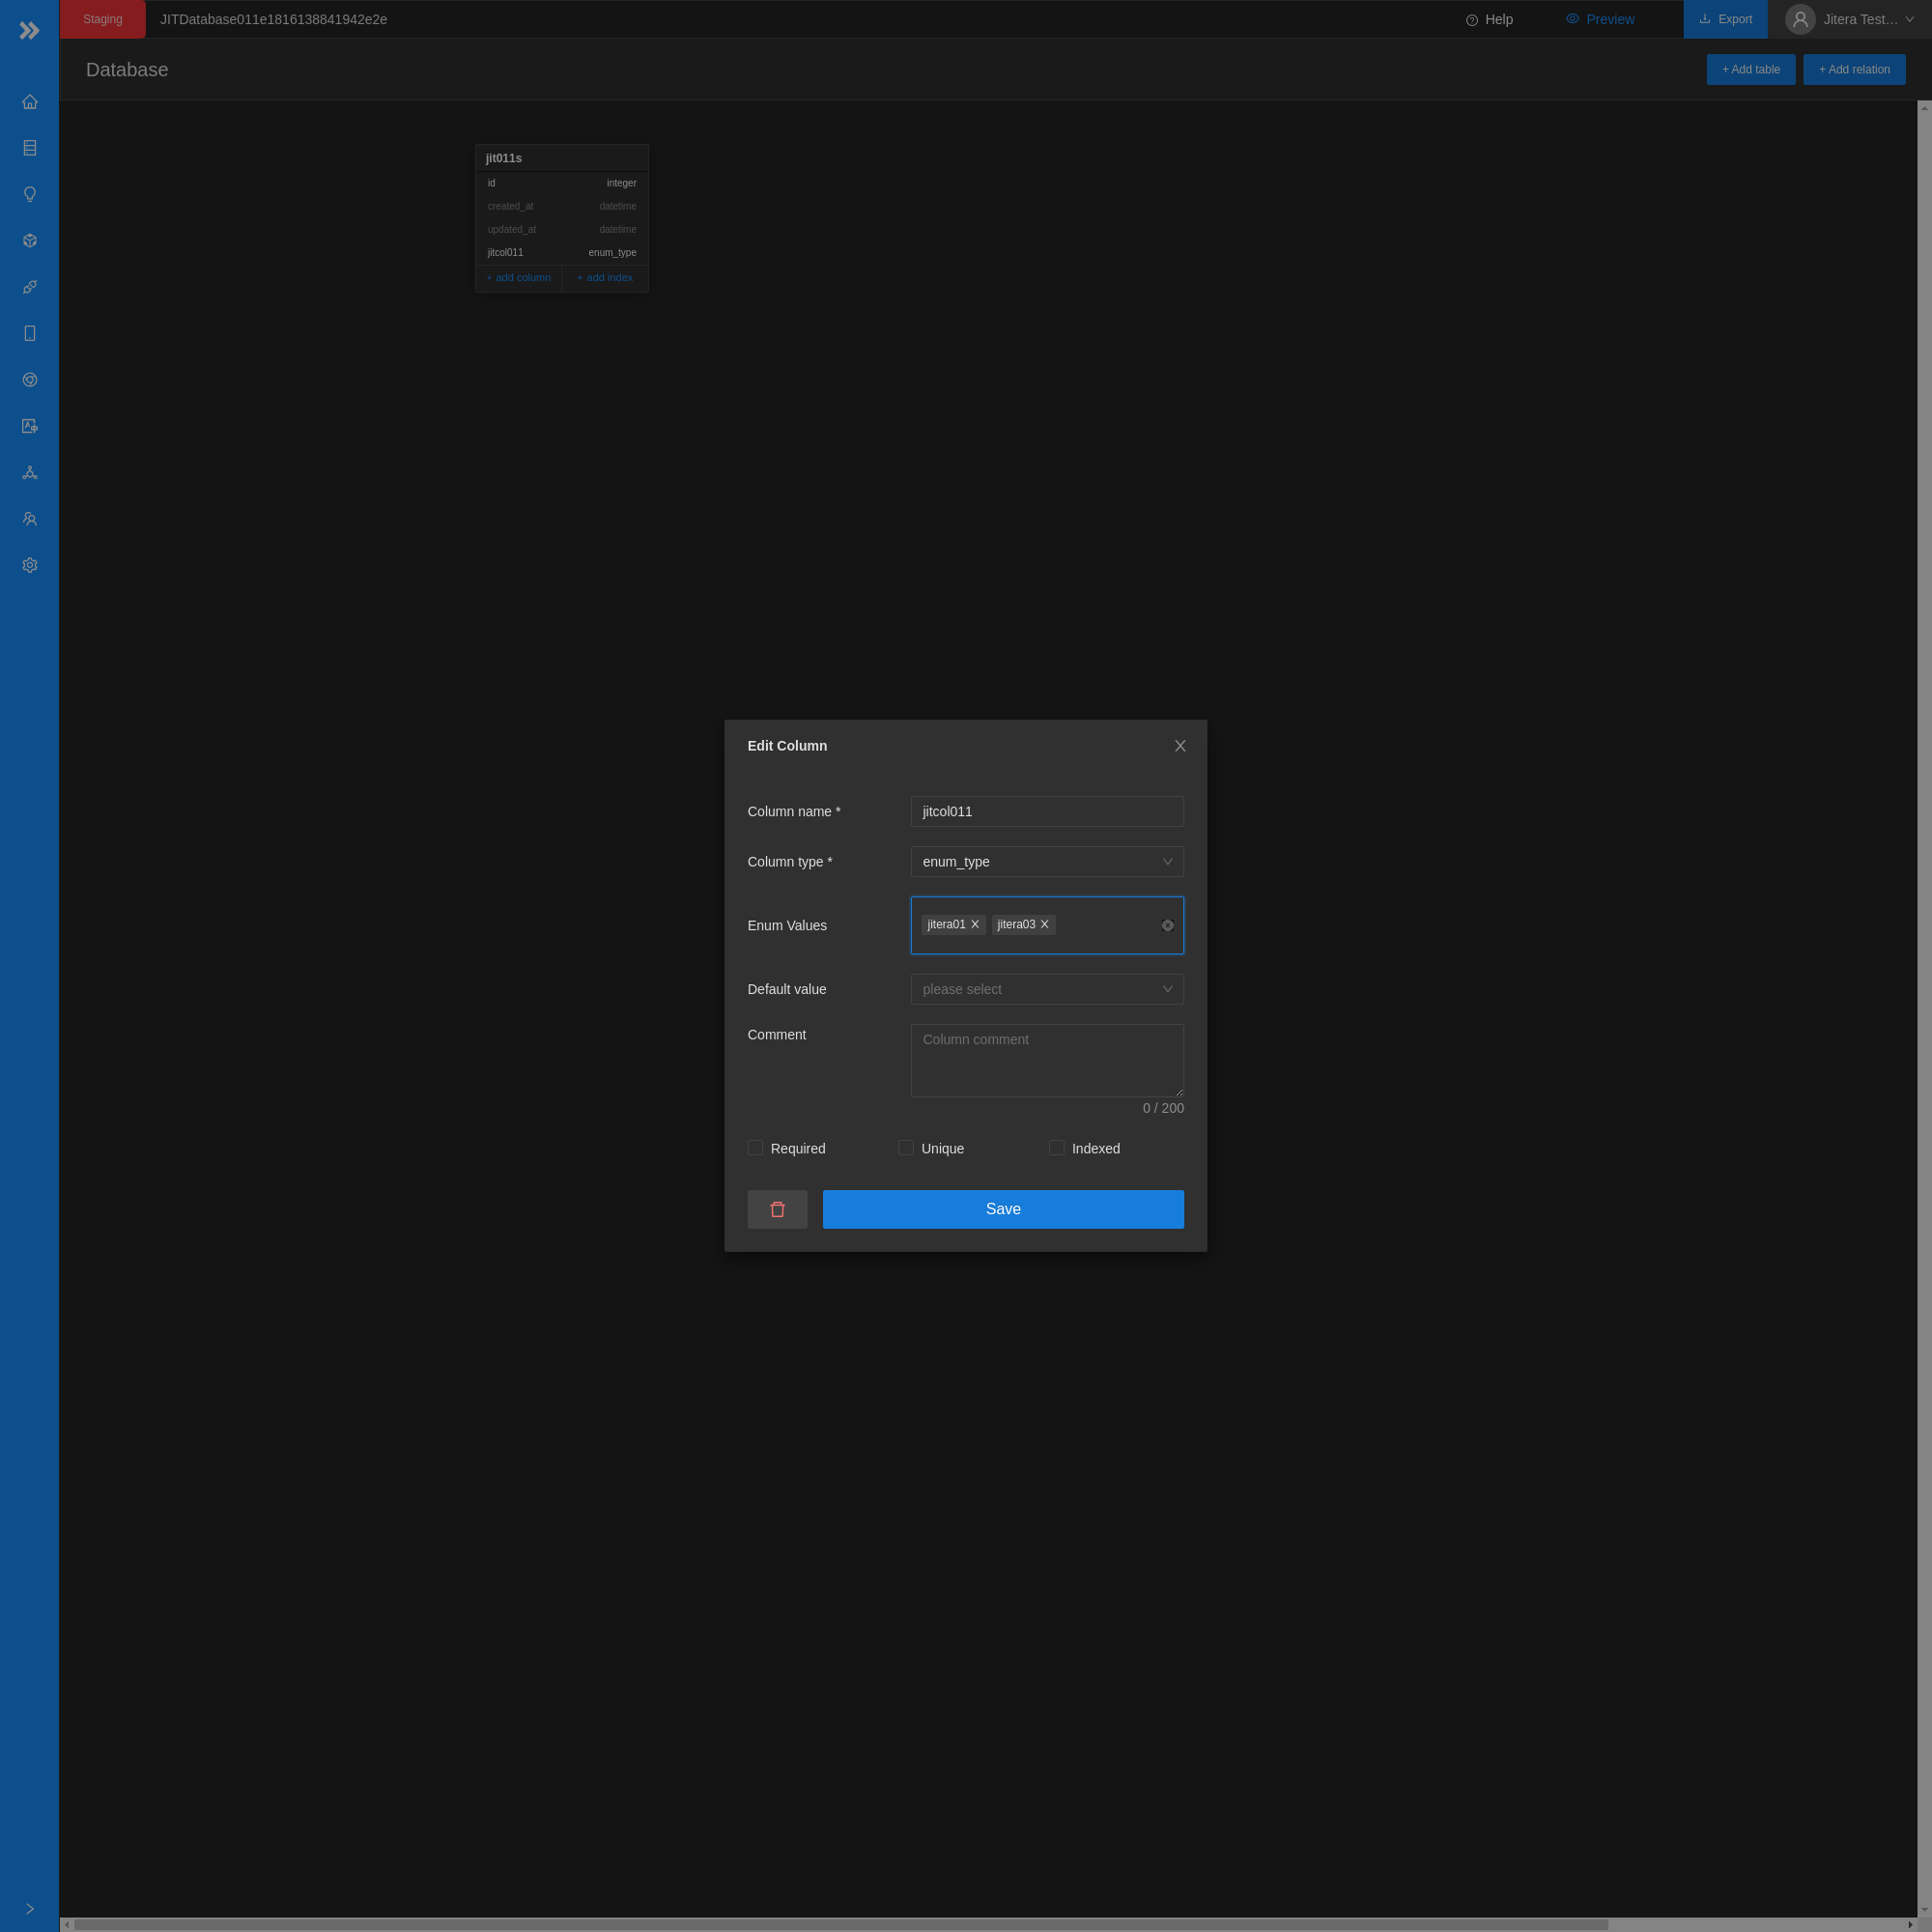 Staging
JITDatabase011e1816138841942e2e
Help
Preview
Export
Jitera Test...
Database
+ Add table
+ Add relation
jit011s
id integer
created_at datetime
updated_at datetime
jitcol011 enum_type
+ add column + add index
Edit Column
Column name * jitcol011
Column type * enum_type
Enum Values jitera01 jitera03
Default value please select
Comment Column comment
0 / 200
Required Unique Indexed
Save